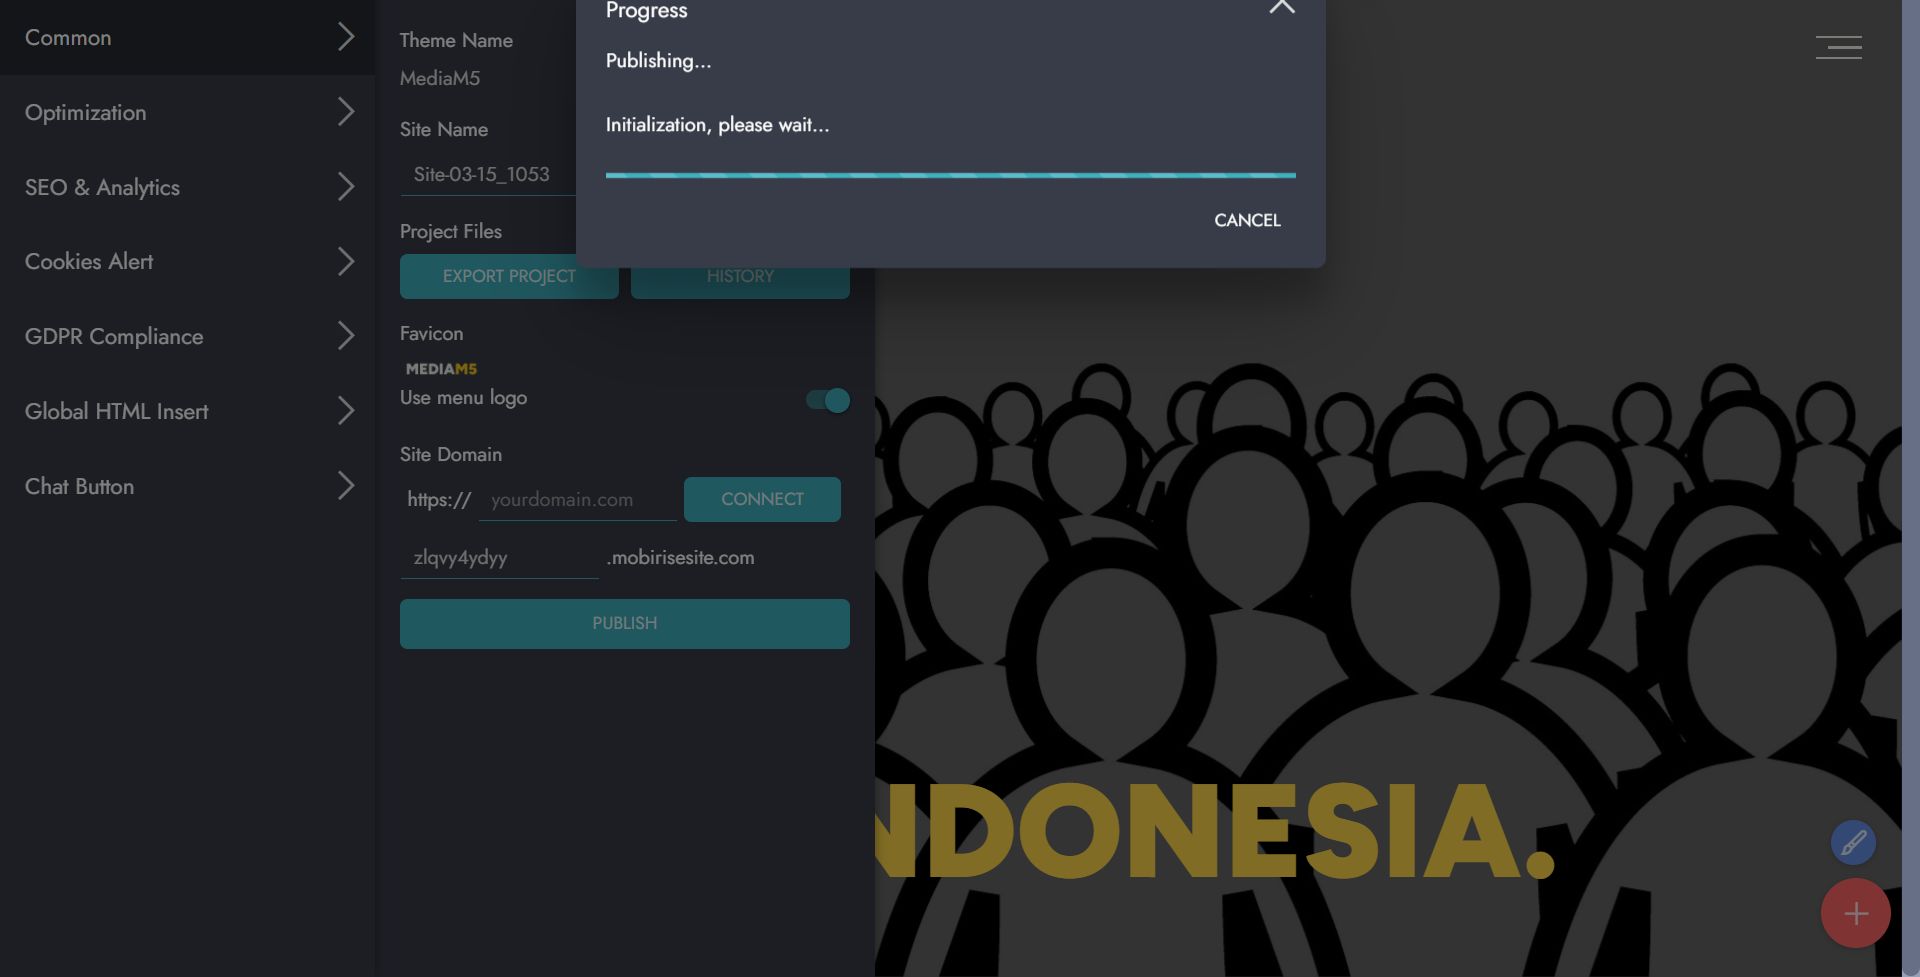 Common
Optimization
SEO & Analytics
Cookies Alert
GDPR Compliance
Global HTML Insert
Chat Button
Theme Name
MediaM5
Site Name
Site-03-15_1053
Project Files
EXPORT PROJECT
HISTORY
Favicon
MEDIAM5
Use menu logo
Site Domain
https:// yourdomain.com CONNECT
zlqvy4ydyy .mobirisesite.com
PUBLISH
Progress
Publishing...
Initialization, please wait...
CANCEL
NDONESIA.